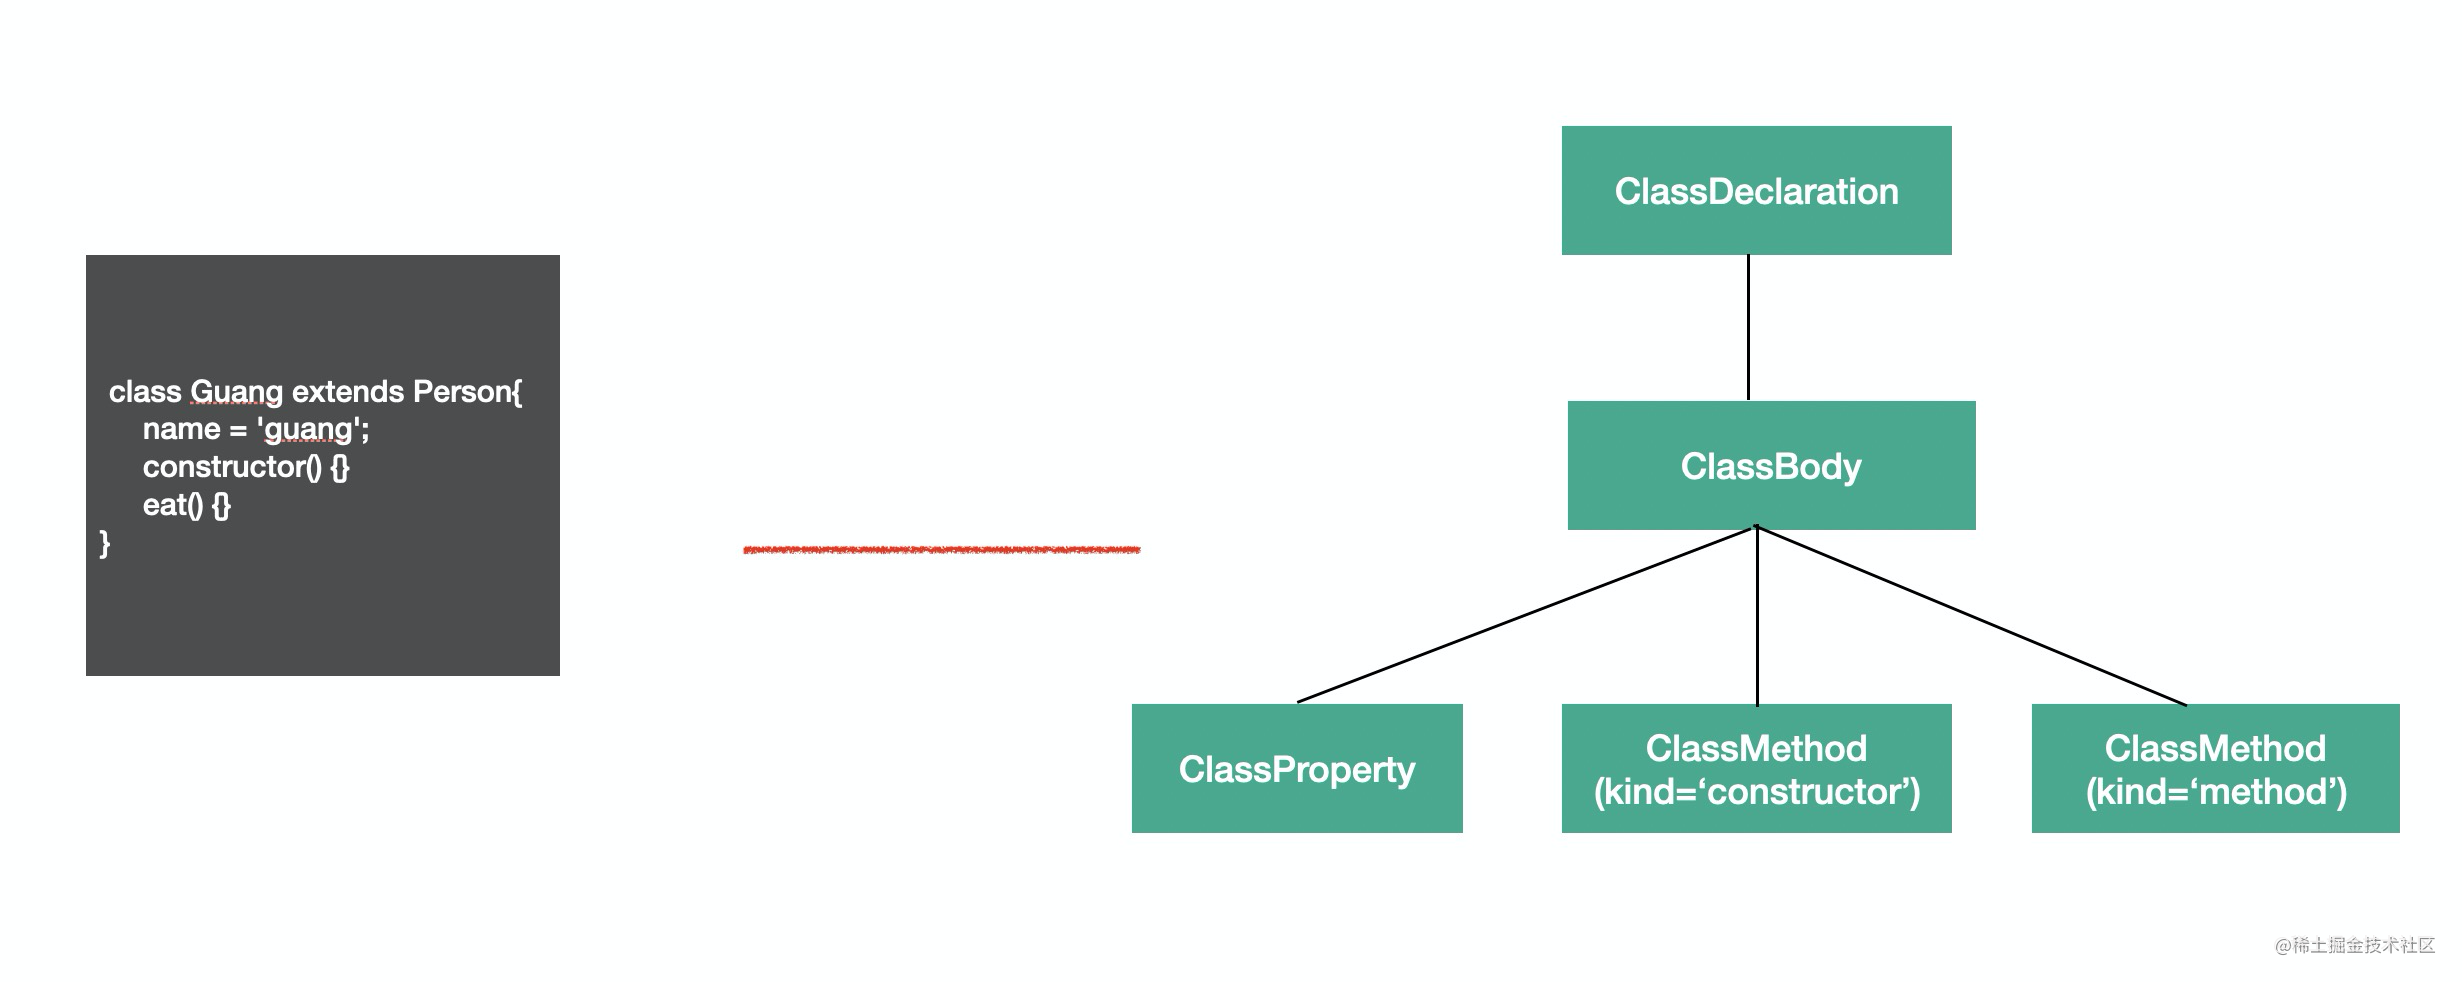 class Guang extends Person{
name = 'guang';
constructor() {}
eat() {}
}
ClassDeclaration
ClassBody
ClassProperty
ClassMethod
(kind=‘constructor’)
ClassMethod
(kind=‘method’)
@稀土掘金技术社区